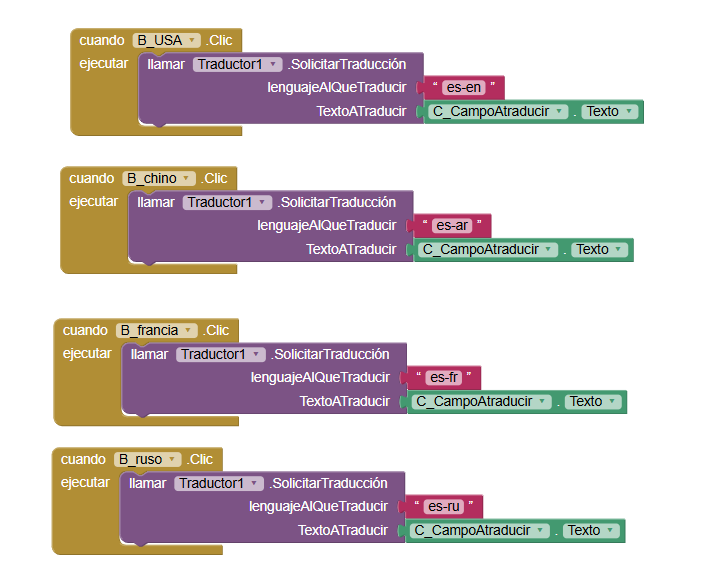 cuando B_USA .Clic
ejecutar llamar Traductor1 .SolicitarTraducción
lenguajeAlQueTraducir “ es-en ”
TextoATraducir C_CampoAtraducir . Texto
cuando B_chino .Clic
ejecutar llamar Traductor1 .SolicitarTraducción
lenguajeAlQueTraducir “ es-ar ”
TextoATraducir C_CampoAtraducir . Texto
cuando B_francia .Clic
ejecutar llamar Traductor1 .SolicitarTraducción
lenguajeAlQueTraducir “ es-fr ”
TextoATraducir C_CampoAtraducir . Texto
cuando B_ruso .Clic
ejecutar llamar Traductor1 .SolicitarTraducción
lenguajeAlQueTraducir “ es-ru ”
TextoATraducir C_CampoAtraducir . Texto